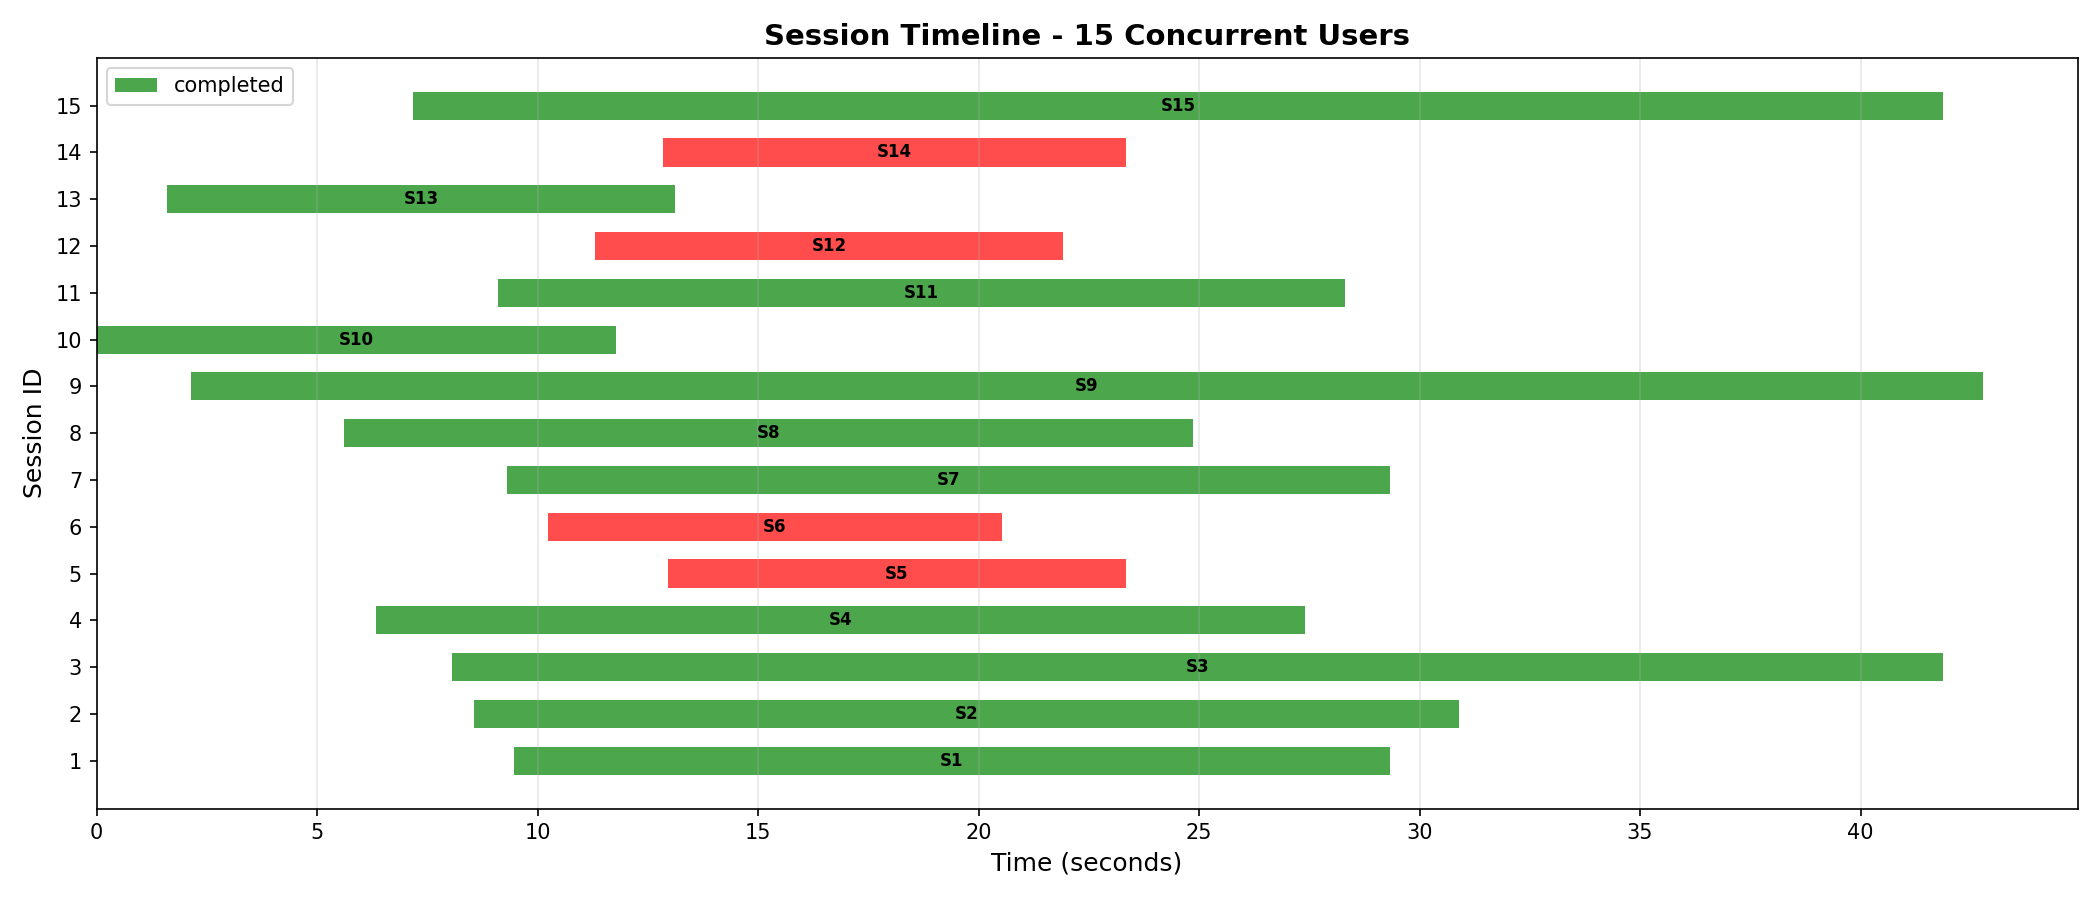 Session Timeline - 15 Concurrent Users
completed
15
S15
14
S14
13
S13
12
S12
11
S11
10
S10
9
S9
8
S8
7
S7
6
S6
5
S5
4
S4
3
S3
2
S2
1
S1
Session ID
0 5 10 15 20 25 30 35 40
Time (seconds)